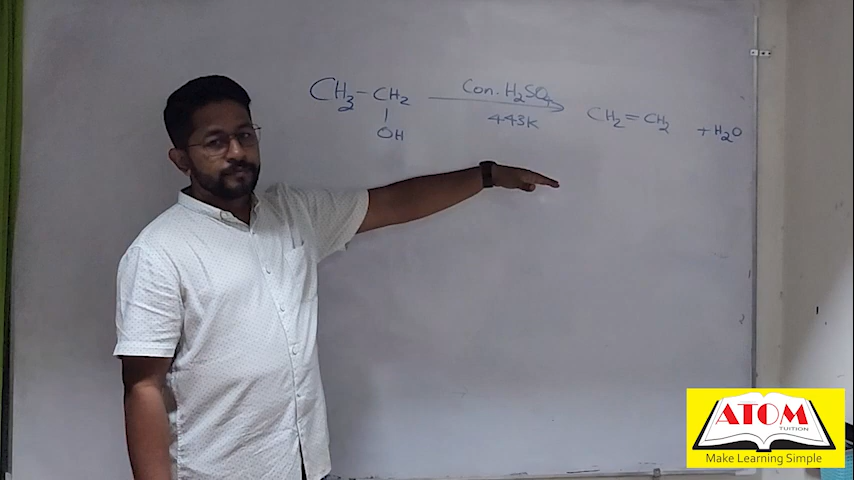 CH₃-CH₂ Con. H₂SO₄ CH₂=CH₂ + H₂O
OH 443K
ATOM
TUITION
Make Learning Simple